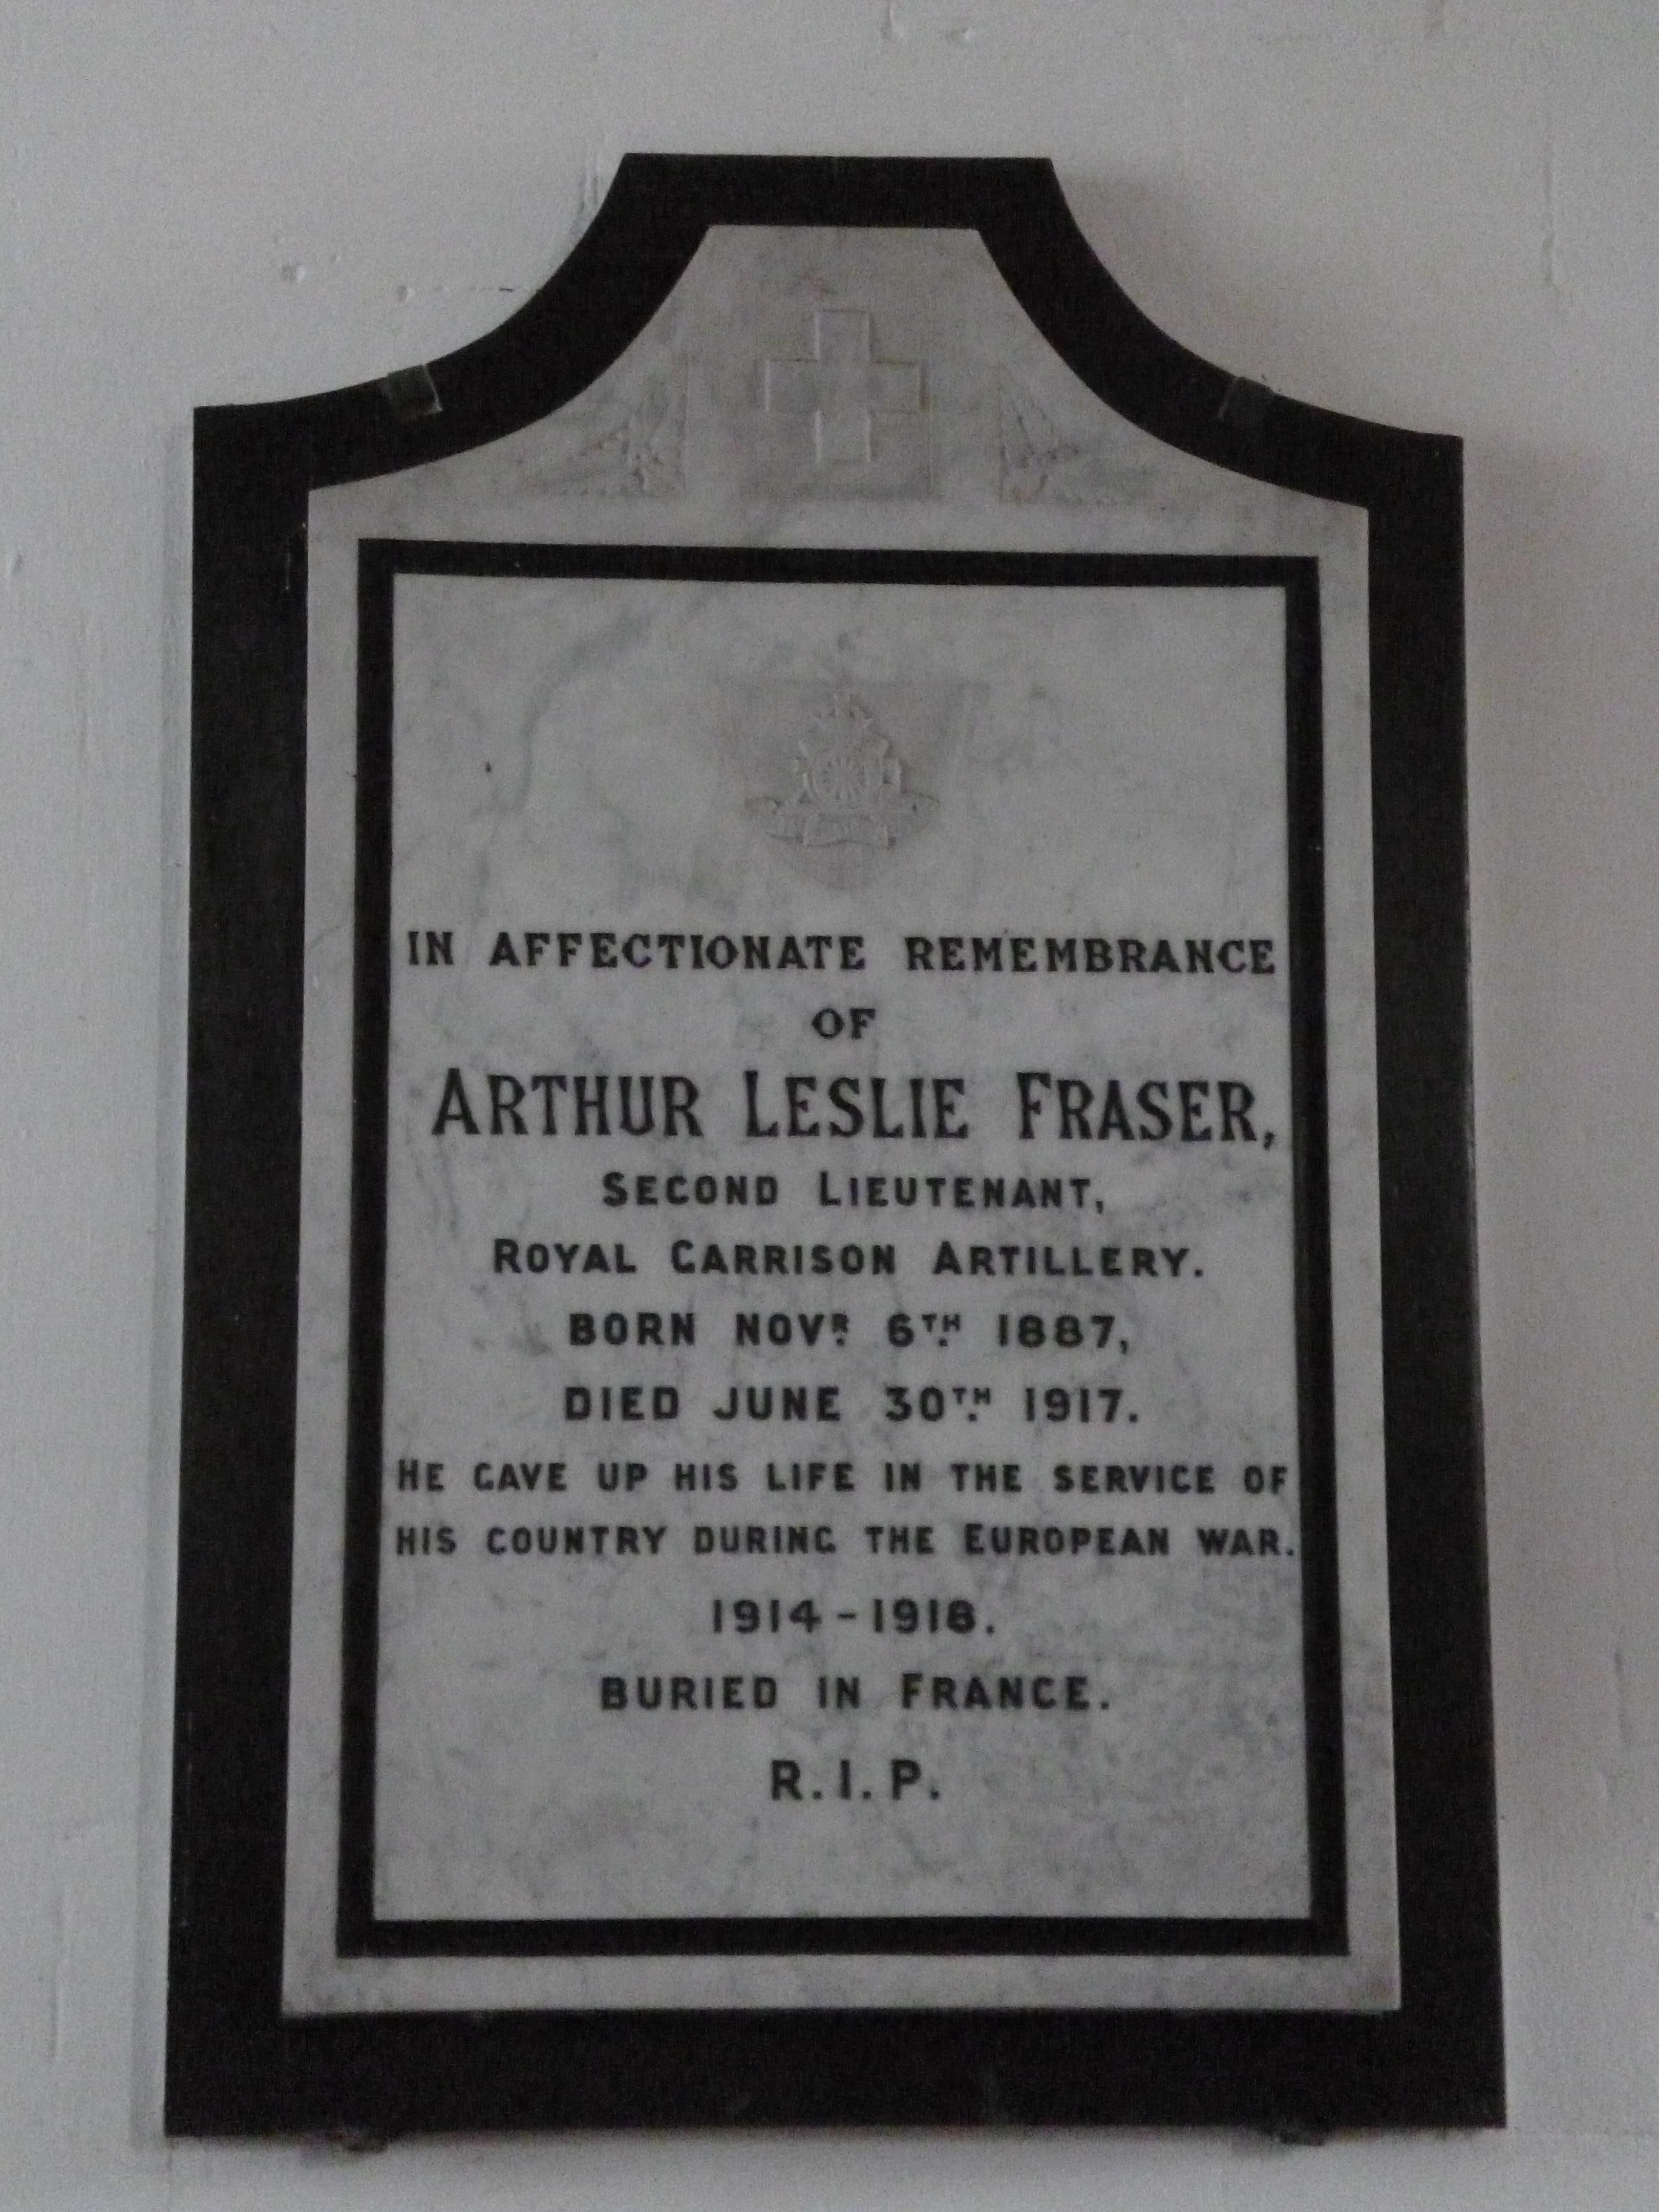 IN AFFECTIONATE REMEMBRANCE
OF
ARTHUR LESLIE FRASER,
SECOND LIEUTENANT,
ROYAL GARRISON ARTILLERY.
BORN NOVR. 6TH. 1887,
DIED JUNE 30TH. 1917.
HE GAVE UP HIS LIFE IN THE SERVICE OF
HIS COUNTRY DURING THE EUROPEAN WAR.
1914-1918.
BURIED IN FRANCE.
R.I.P.